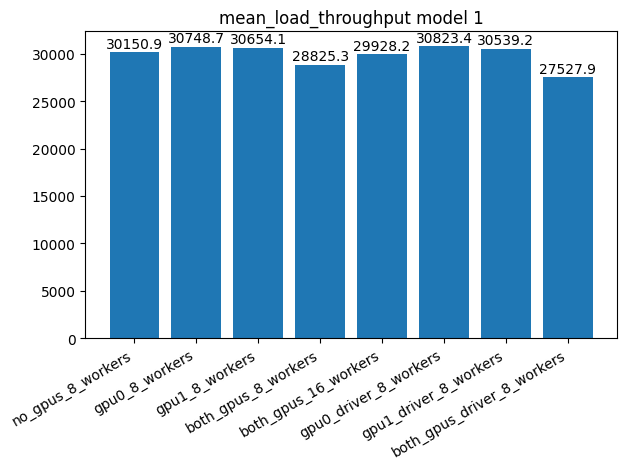 mean_load_throughput model 1
30000
25000
20000
15000
10000
5000
0
30150.9
30748.7
30654.1
28825.3
29928.2
30823.4
30539.2
27527.9
no_gpus_8_workers
gpu0_8_workers
gpu1_8_workers
both_gpus_8_workers
both_gpus_16_workers
gpu0_driver_8_workers
gpu1_driver_8_workers
both_gpus_driver_8_workers